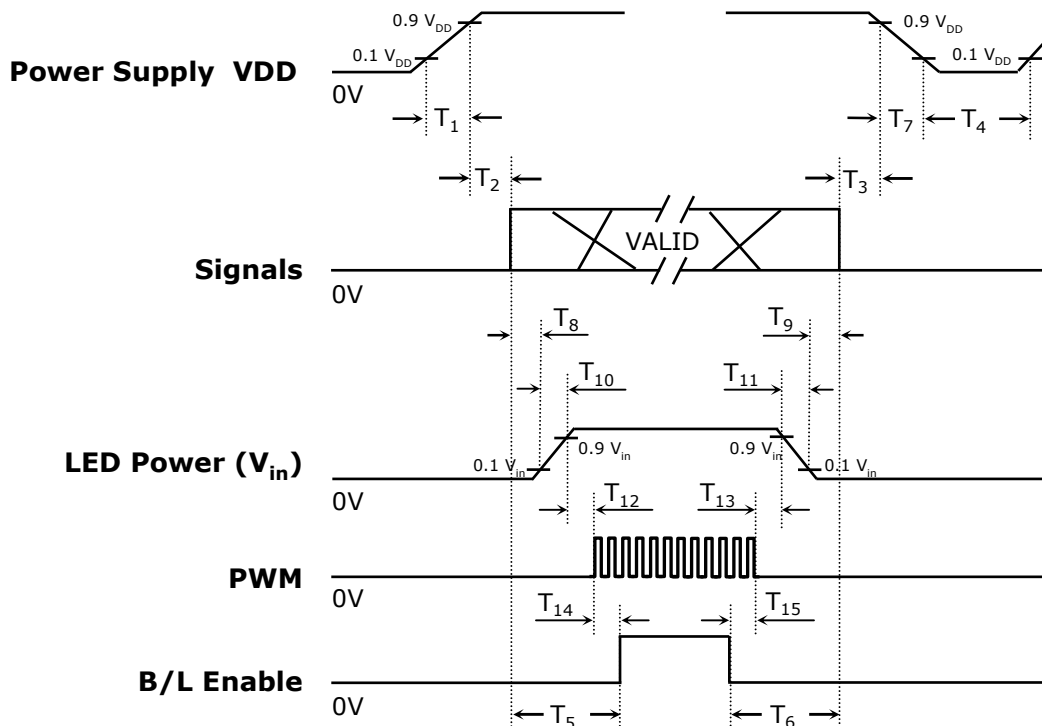 0.9 V_DD
0.9 V_DD
0.1 V_DD
0.1 V_DD
Power Supply VDD
0V
T_1
T_7
T_4
T_2
T_3
VALID
Signals
0V
T_8
T_9
T_10
T_11
0.9 V_in
0.9 V_in
LED Power (V_in)
0.1 V_in
0.1 V_in
0V
T_12
T_13
PWM
0V
T_14
T_15
B/L Enable
0V
T_5
T_6